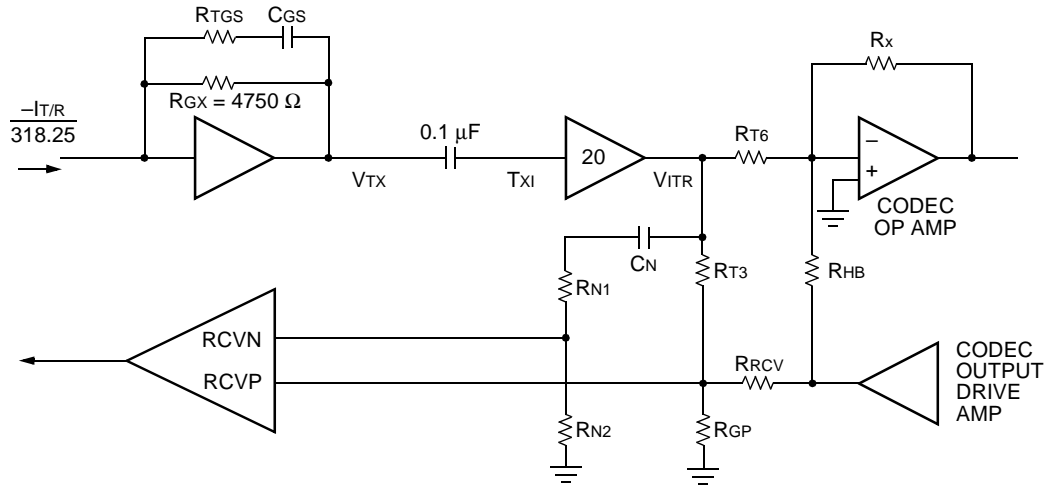 RTGS
CGS
RGX = 4750 Ω
–IT/R
318.25
VTX
0.1 µF
TXI
20
VITR
RT6
RX
–
+
CODEC
OP AMP
CN
RN1
RT3
RHB
RCVN
RCVP
RRCV
CODEC
OUTPUT
DRIVE
AMP
RN2
RGP